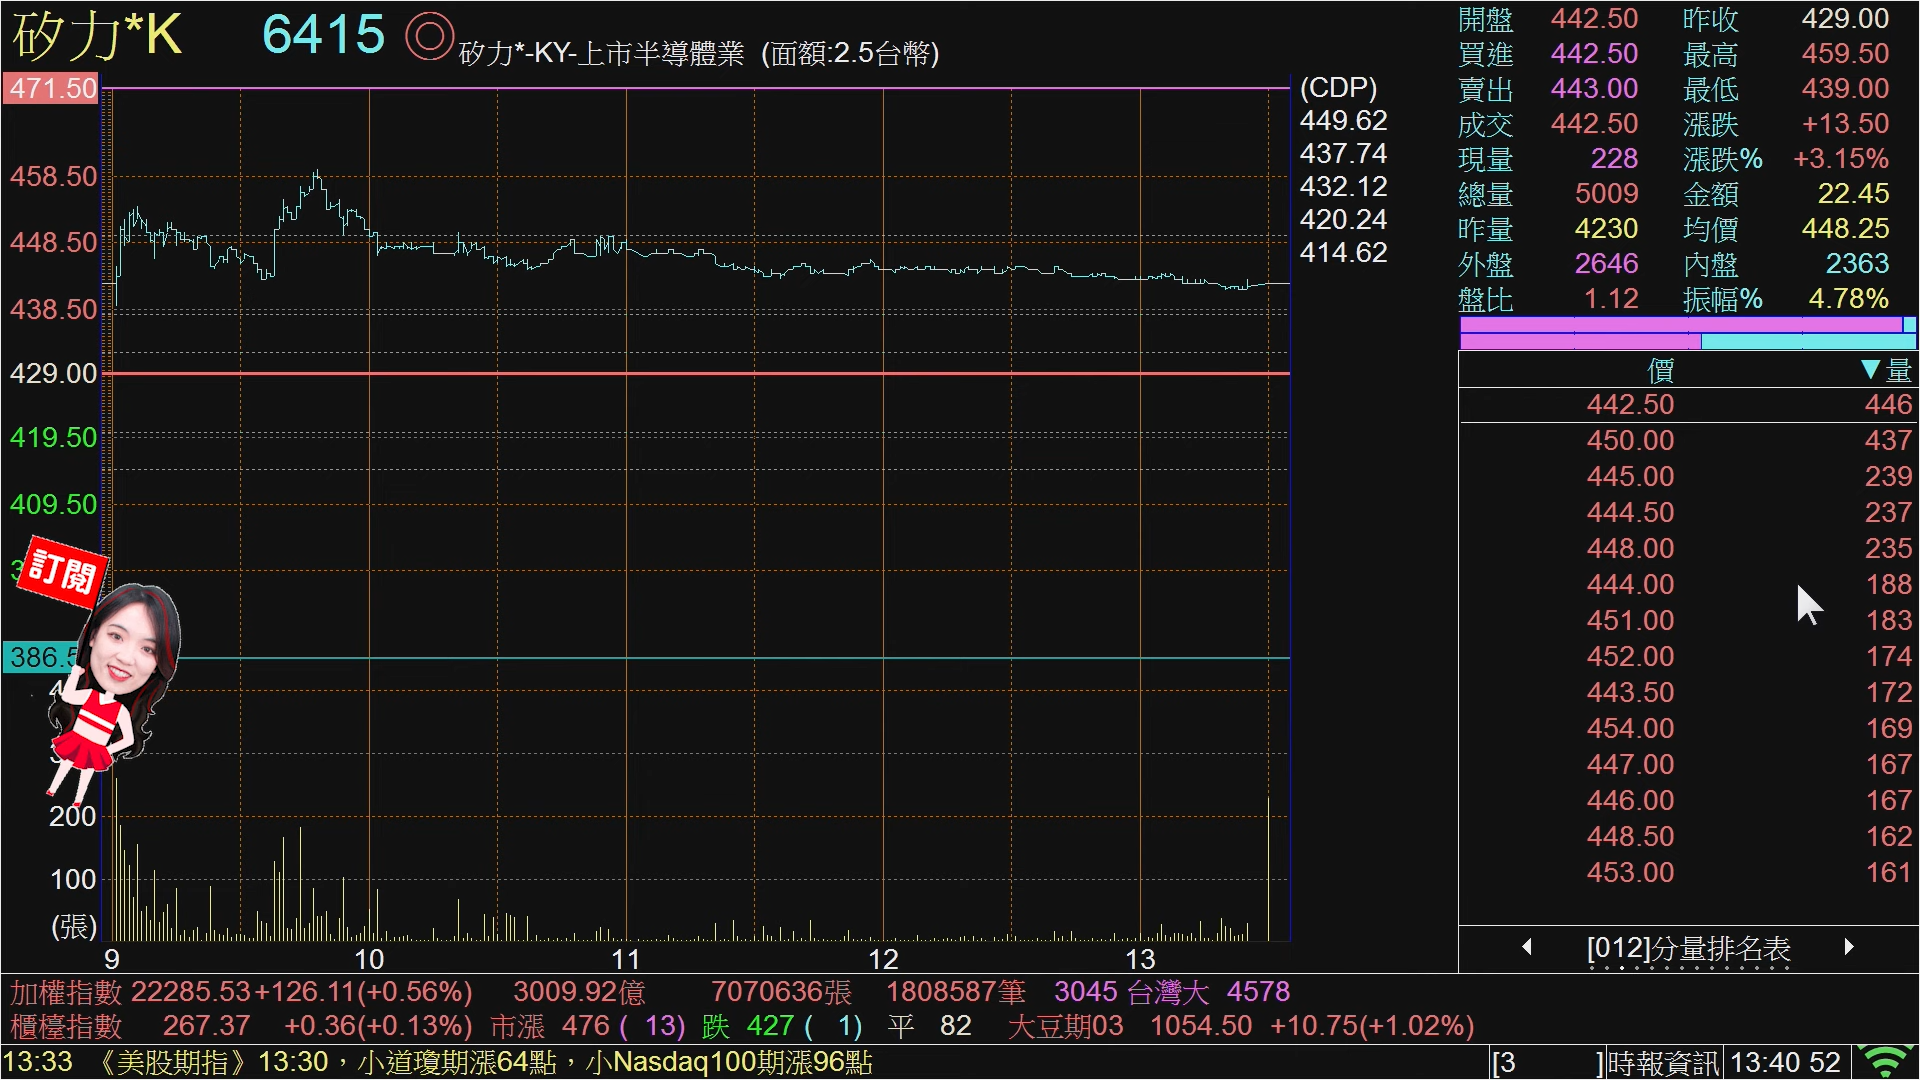 矽力*K 6415 ◎ 矽力*-KY-上市半導體業 (面額:2.5台幣)
開盤 442.50 昨收 429.00
買進 442.50 最高 459.50
賣出 443.00 最低 439.00
成交 442.50 漲跌 +13.50
現量 228 漲跌% +3.15%
總量 5009 金額 22.45
昨量 4230 均價 448.25
外盤 2646 內盤 2363
盤比 1.12 振幅% 4.78%
471.50
458.50
448.50
438.50
429.00
419.50
409.50
訂閱
386.5
200
100
(張)
9 10 11 12 13
(CDP)
449.62
437.74
432.12
420.24
414.62
價 ▼量
442.50 446
450.00 437
445.00 239
444.50 237
448.00 235
444.00 188
451.00 183
452.00 174
443.50 172
454.00 169
447.00 167
446.00 167
448.50 162
453.00 161
[012]分量排名表
加權指數 22285.53 +126.11(+0.56%) 3009.92億 7070636張 1808587筆 3045 台灣大 4578
櫃檯指數 267.37 +0.36(+0.13%) 市漲 476 ( 13) 跌 427 ( 1) 平 82 大豆期03 1054.50 +10.75(+1.02%)
13:33 《美股期指》13:30，小道瓊期漲64點，小Nasdaq100期漲96點 [3 ]時報資訊 13:40 52